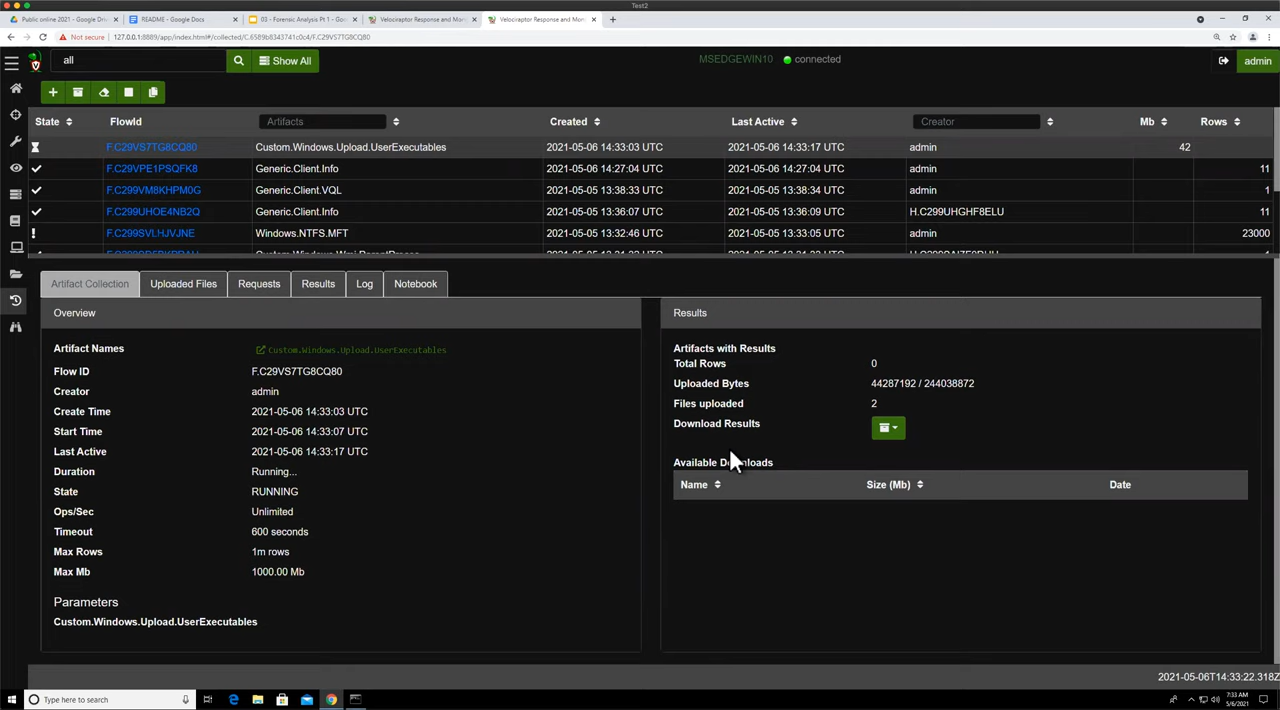 Test2
Public online 2021 - Google Driv
README - Google Docs
03 - Forensic Analysis Pt 1 - Goo
Velociraptor Response and Mon
Velociraptor Response and Mon
Not secure
127.0.0.1:8889/app/index.html#/collected/C.6589b8343741c0c4/F.C29VS7TG8CQ80
all
Show All
MSEDGEWIN10
connected
admin
State
FlowId
Artifacts
Created
Last Active
Creator
Mb
Rows
F.C29VS7TG8CQ80 Custom.Windows.Upload.UserExecutables 2021-05-06 14:33:03 UTC 2021-05-06 14:33:17 UTC admin 42
F.C29VPE1PSQFK8 Generic.Client.Info 2021-05-06 14:27:04 UTC 2021-05-06 14:27:04 UTC admin 11
F.C299VM8KHPM0G Generic.Client.VQL 2021-05-05 13:38:33 UTC 2021-05-05 13:38:34 UTC admin 1
F.C299UHOE4NB2Q Generic.Client.Info 2021-05-05 13:36:07 UTC 2021-05-05 13:36:09 UTC H.C299UHGHF8ELU 11
F.C299SVLHJVJNE Windows.NTFS.MFT 2021-05-05 13:32:46 UTC 2021-05-05 13:33:05 UTC admin 23000
Artifact Collection
Uploaded Files
Requests
Results
Log
Notebook
Overview
Artifact Names Custom.Windows.Upload.UserExecutables
Flow ID F.C29VS7TG8CQ80
Creator admin
Create Time 2021-05-06 14:33:03 UTC
Start Time 2021-05-06 14:33:07 UTC
Last Active 2021-05-06 14:33:17 UTC
Duration Running...
State RUNNING
Ops/Sec Unlimited
Timeout 600 seconds
Max Rows 1m rows
Max Mb 1000.00 Mb
Parameters
Custom.Windows.Upload.UserExecutables
Results
Artifacts with Results
Total Rows 0
Uploaded Bytes 44287192 / 244038872
Files uploaded 2
Download Results
Available Downloads
Name
Size (Mb)
Date
2021-05-06T14:33:22.318Z
Type here to search
7:33 AM
5/6/2021